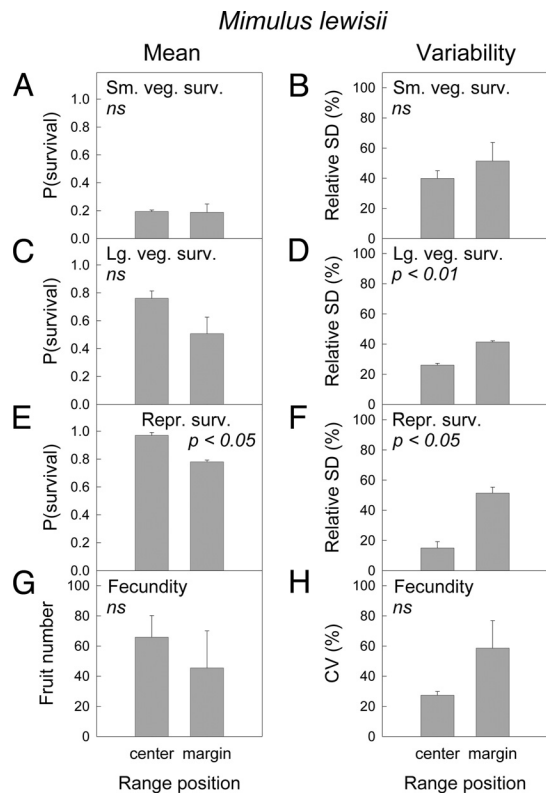 Mimulus lewisii
Mean
Variability
A
Sm. veg. surv.
ns
P(survival)
1.0
0.8
0.6
0.4
0.2
0.0
B
Sm. veg. surv.
ns
Relative SD (%)
100
80
60
40
20
0
C
Lg. veg. surv.
ns
P(survival)
0.8
0.6
0.4
0.2
0.0
D
Lg. veg. surv.
p < 0.01
Relative SD (%)
80
60
40
20
0
E
Repr. surv.
p < 0.05
P(survival)
1.0
0.8
0.6
0.4
0.2
0.0
F
Repr. surv.
p < 0.05
Relative SD (%)
100
80
60
40
20
0
G
Fecundity
ns
Fruit number
100
80
60
40
20
0
center margin
Range position
H
Fecundity
ns
CV (%)
100
80
60
40
20
0
center margin
Range position